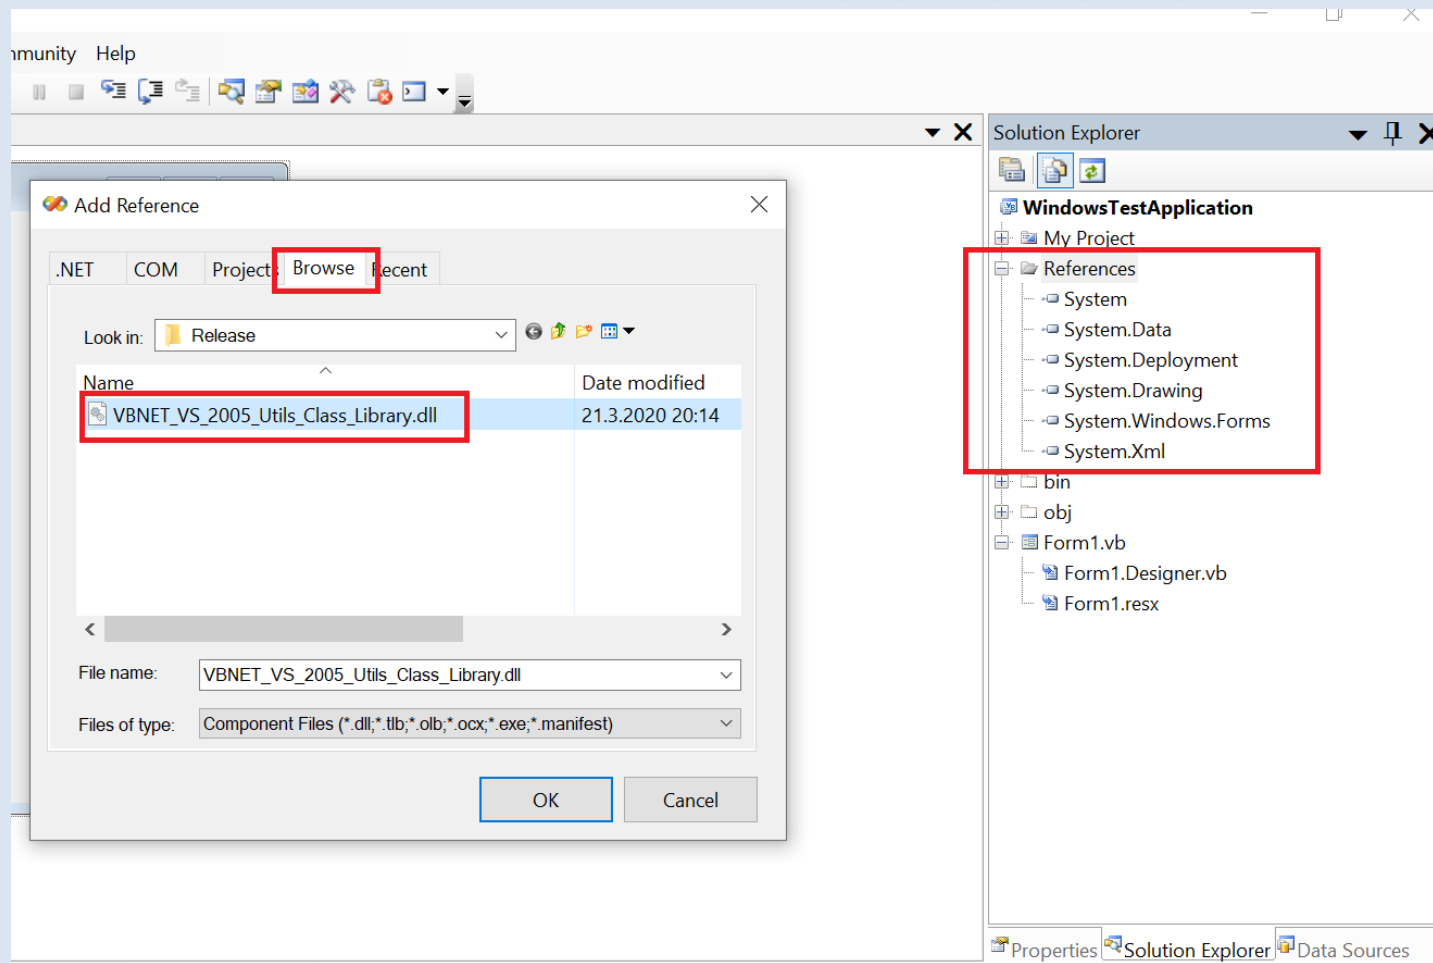 mmunity Help
Solution Explorer
WindowsTestApplication
My Project
References
System
System.Data
System.Deployment
System.Drawing
System.Windows.Forms
System.Xml
bin
obj
Form1.vb
Form1.Designer.vb
Form1.resx
Add Reference
.NET COM Projects Browse Recent
Look in: Release
Name Date modified
VBNET_VS_2005_Utils_Class_Library.dll 21.3.2020 20:14
File name: VBNET_VS_2005_Utils_Class_Library.dll
Files of type: Component Files (*.dll;*.tlb;*.olb;*.ocx;*.exe;*.manifest)
OK Cancel
Properties Solution Explorer Data Sources